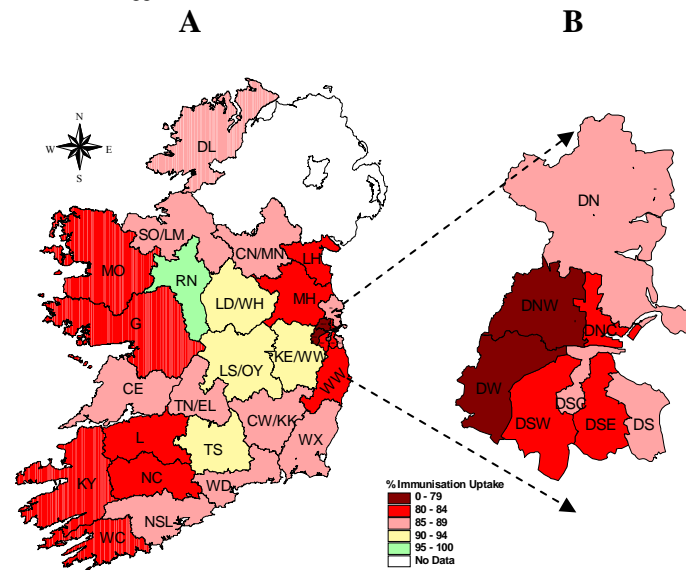 A B
N
W E
S
DL
SO/LM
CN/MN
LH
MO
RN
LD/WH
MH
G
LS/OY
KE/WW
WW
CE
TN/EL
CW/KK
WX
L
TS
NC
KY
WD
NSL
WC
DN
DNW
DNC
DW
DSW
DSC
DSE
DS
% Immunisation Uptake
0 - 79
80 - 84
85 - 89
90 - 94
95 - 100
No Data